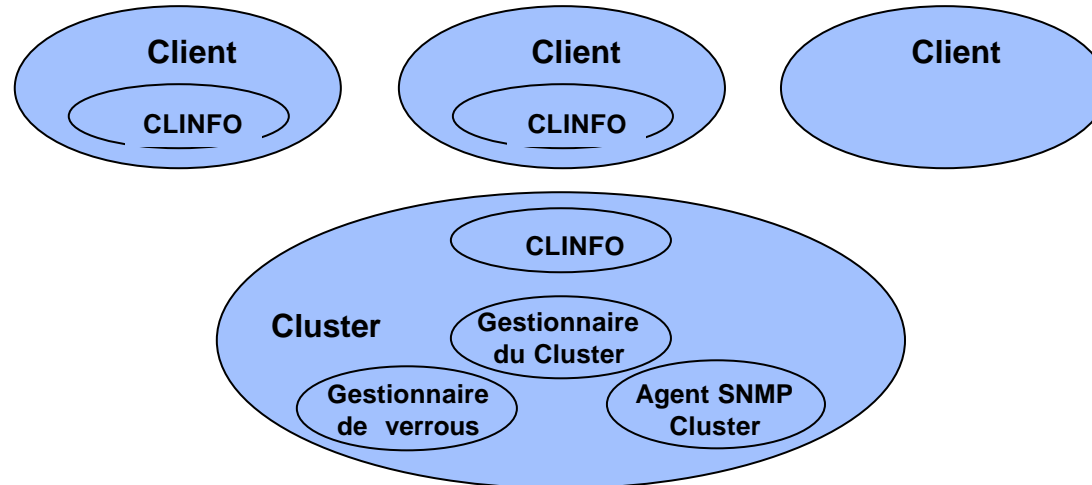 Client
Client
Client
CLINFO
CLINFO
CLINFO
Cluster
Gestionnaire
du Cluster
Gestionnaire
de verrous
Agent SNMP
Cluster